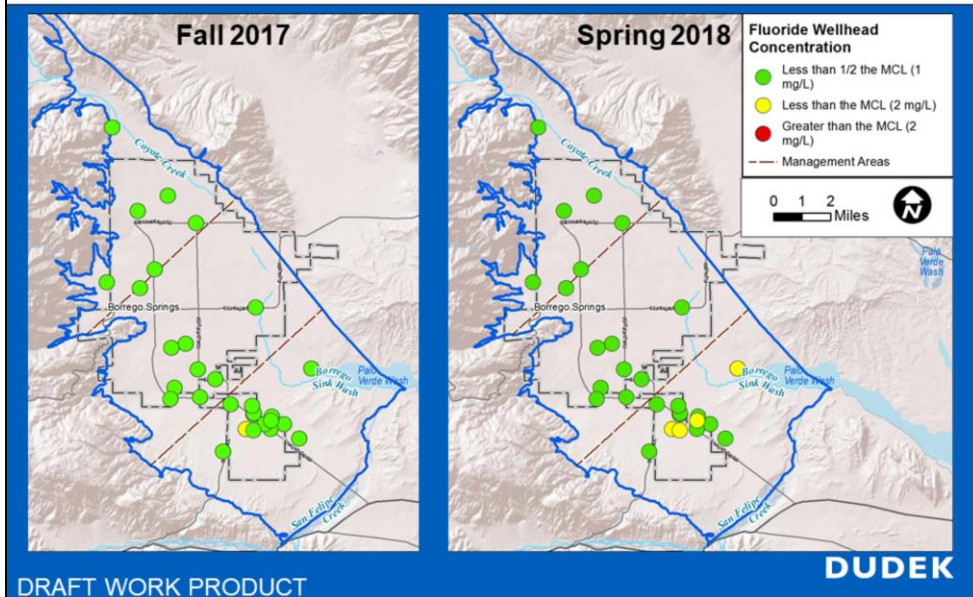 Fall 2017
Spring 2018
Fluoride Wellhead
Concentration
Less than 1/2 the MCL (1
mg/L)
Less than the MCL (2 mg/L)
Greater than the MCL (2
mg/L)
Management Areas
0 1 2
Miles
N
Coyote Creek
Borrego Springs
Borrego
Sink Wash
Palo
Verde Wash
San Felipe
Creek
Coyote Creek
Borrego Springs
Borrego
Sink Wash
Palo
Verde Wash
San Felipe
Creek
Palo
Verde
Wash
DRAFT WORK PRODUCT
DUDEK